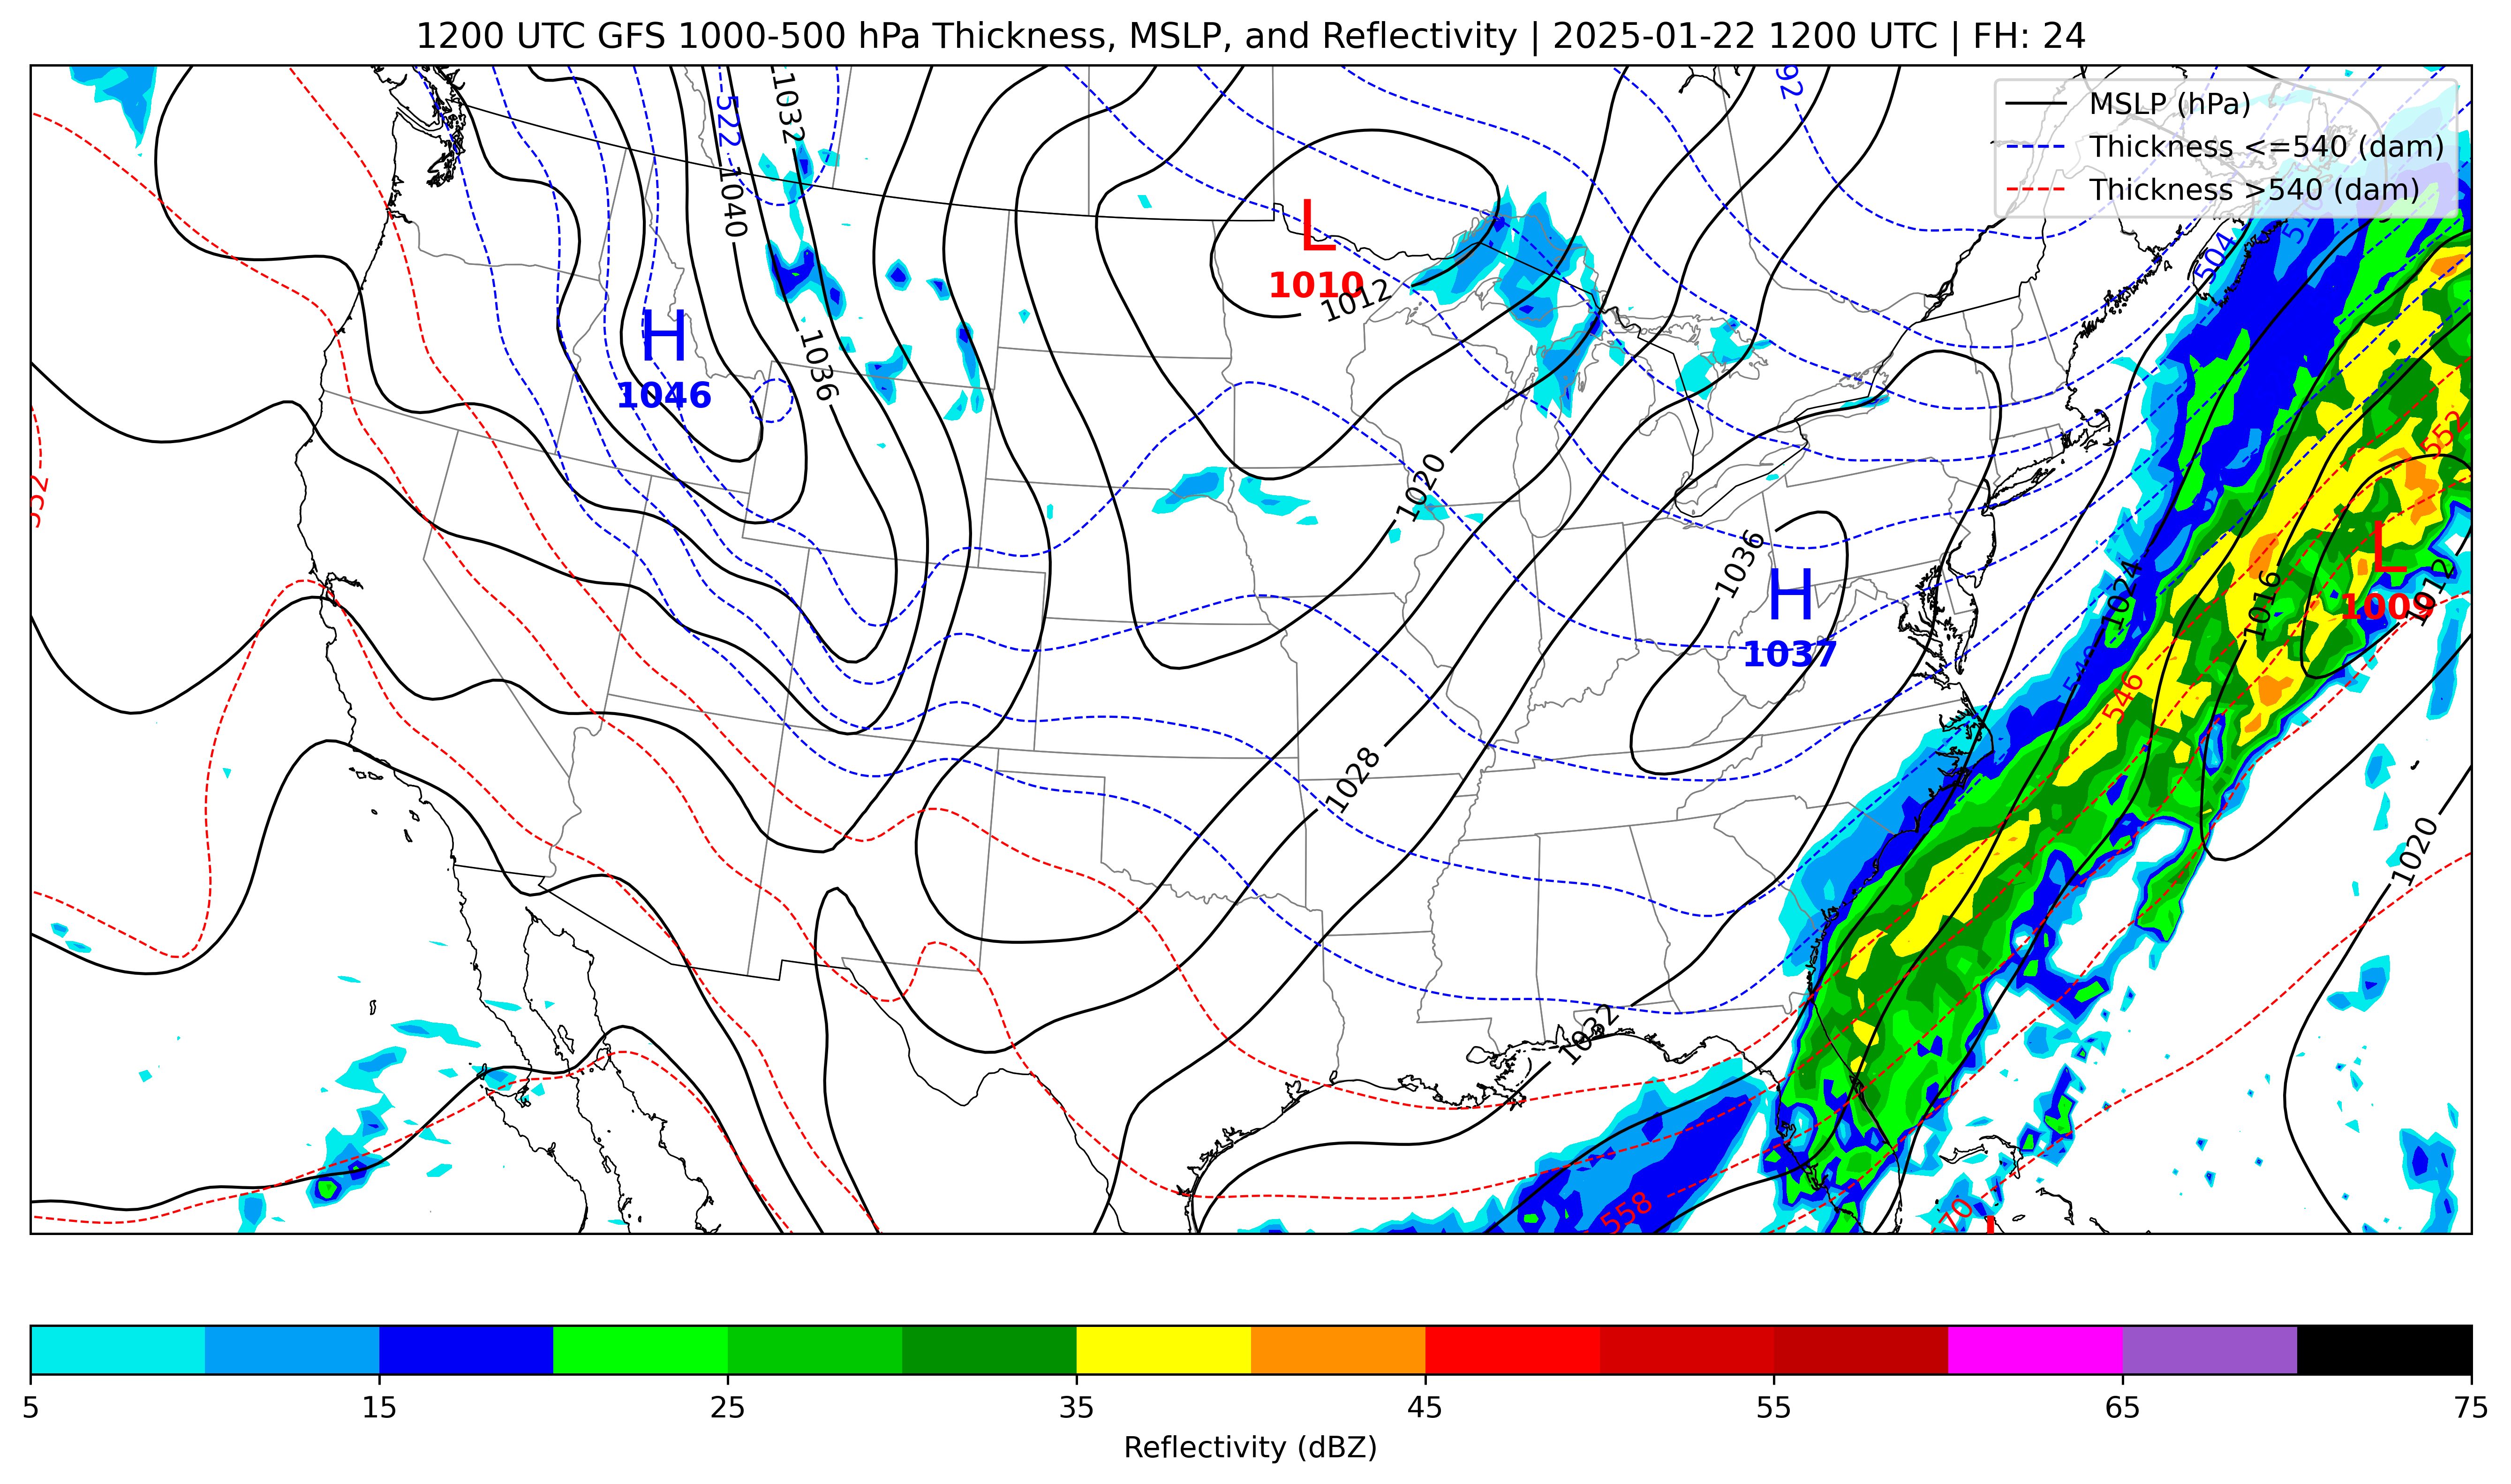 1200 UTC GFS 1000-500 hPa Thickness, MSLP, and Reflectivity | 2025-01-22 1200 UTC | FH: 24
MSLP (hPa)
Thickness <=540 (dam)
Thickness >540 (dam)
522
1032
1040
L
1010
1012
504
H
1046
1036
552
1020
552
1036
H
1037
1024
L
1009
1012
1016
540
546
1028
1020
1032
558
70
5 15 25 35 45 55 65 75
Reflectivity (dBZ)